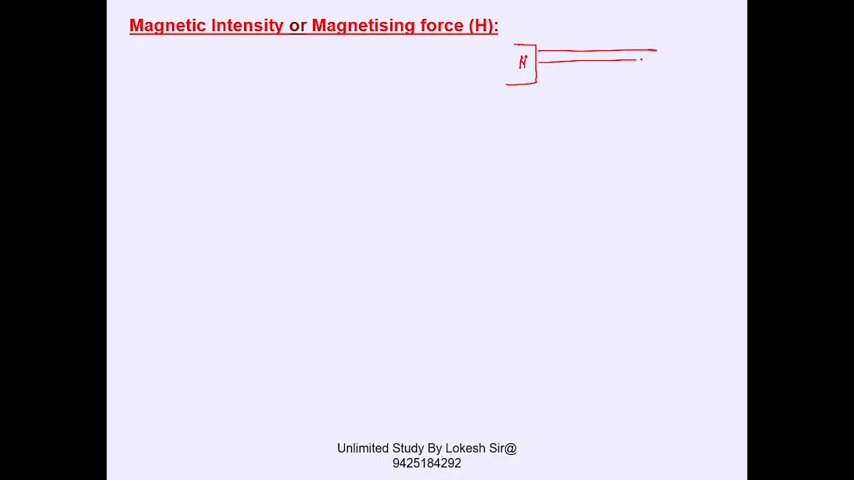 Magnetic Intensity or Magnetising force (H):
N
Unlimited Study By Lokesh Sir@
9425184292